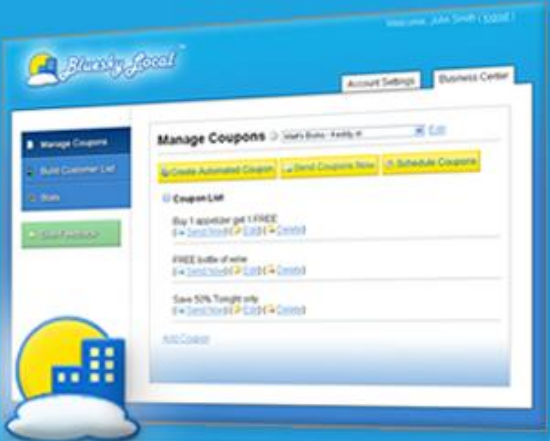 Welcome, John Smith (logout)
Bluesky Local
Account Settings
Business Center
Manage Coupons
Build Customer List
Stats
Manage Coupons
Edit
Create Automated Coupon
Send Coupons Now
Schedule Coupons
Coupon List
Buy 1 appetizer get 1 FREE
Send Now Edit Delete
FREE bottle of wine
Send Now Edit Delete
Save 50% Tonight only
Send Now Edit Delete
Add Coupon